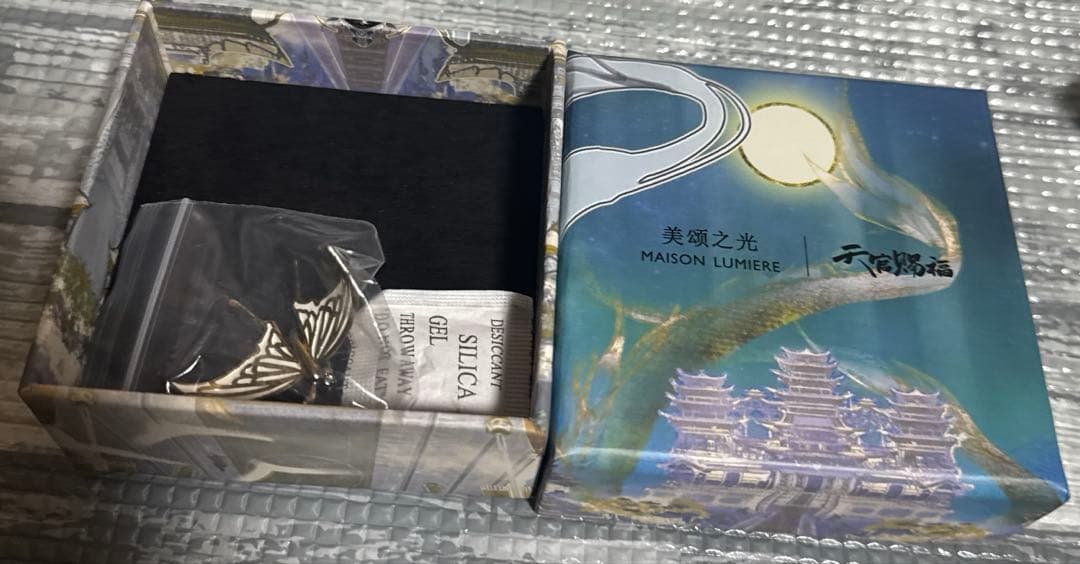 美颂之光
MAISON LUMIERE
天官赐福
DESICCANT
SILICA
GEL
THROW AWAY